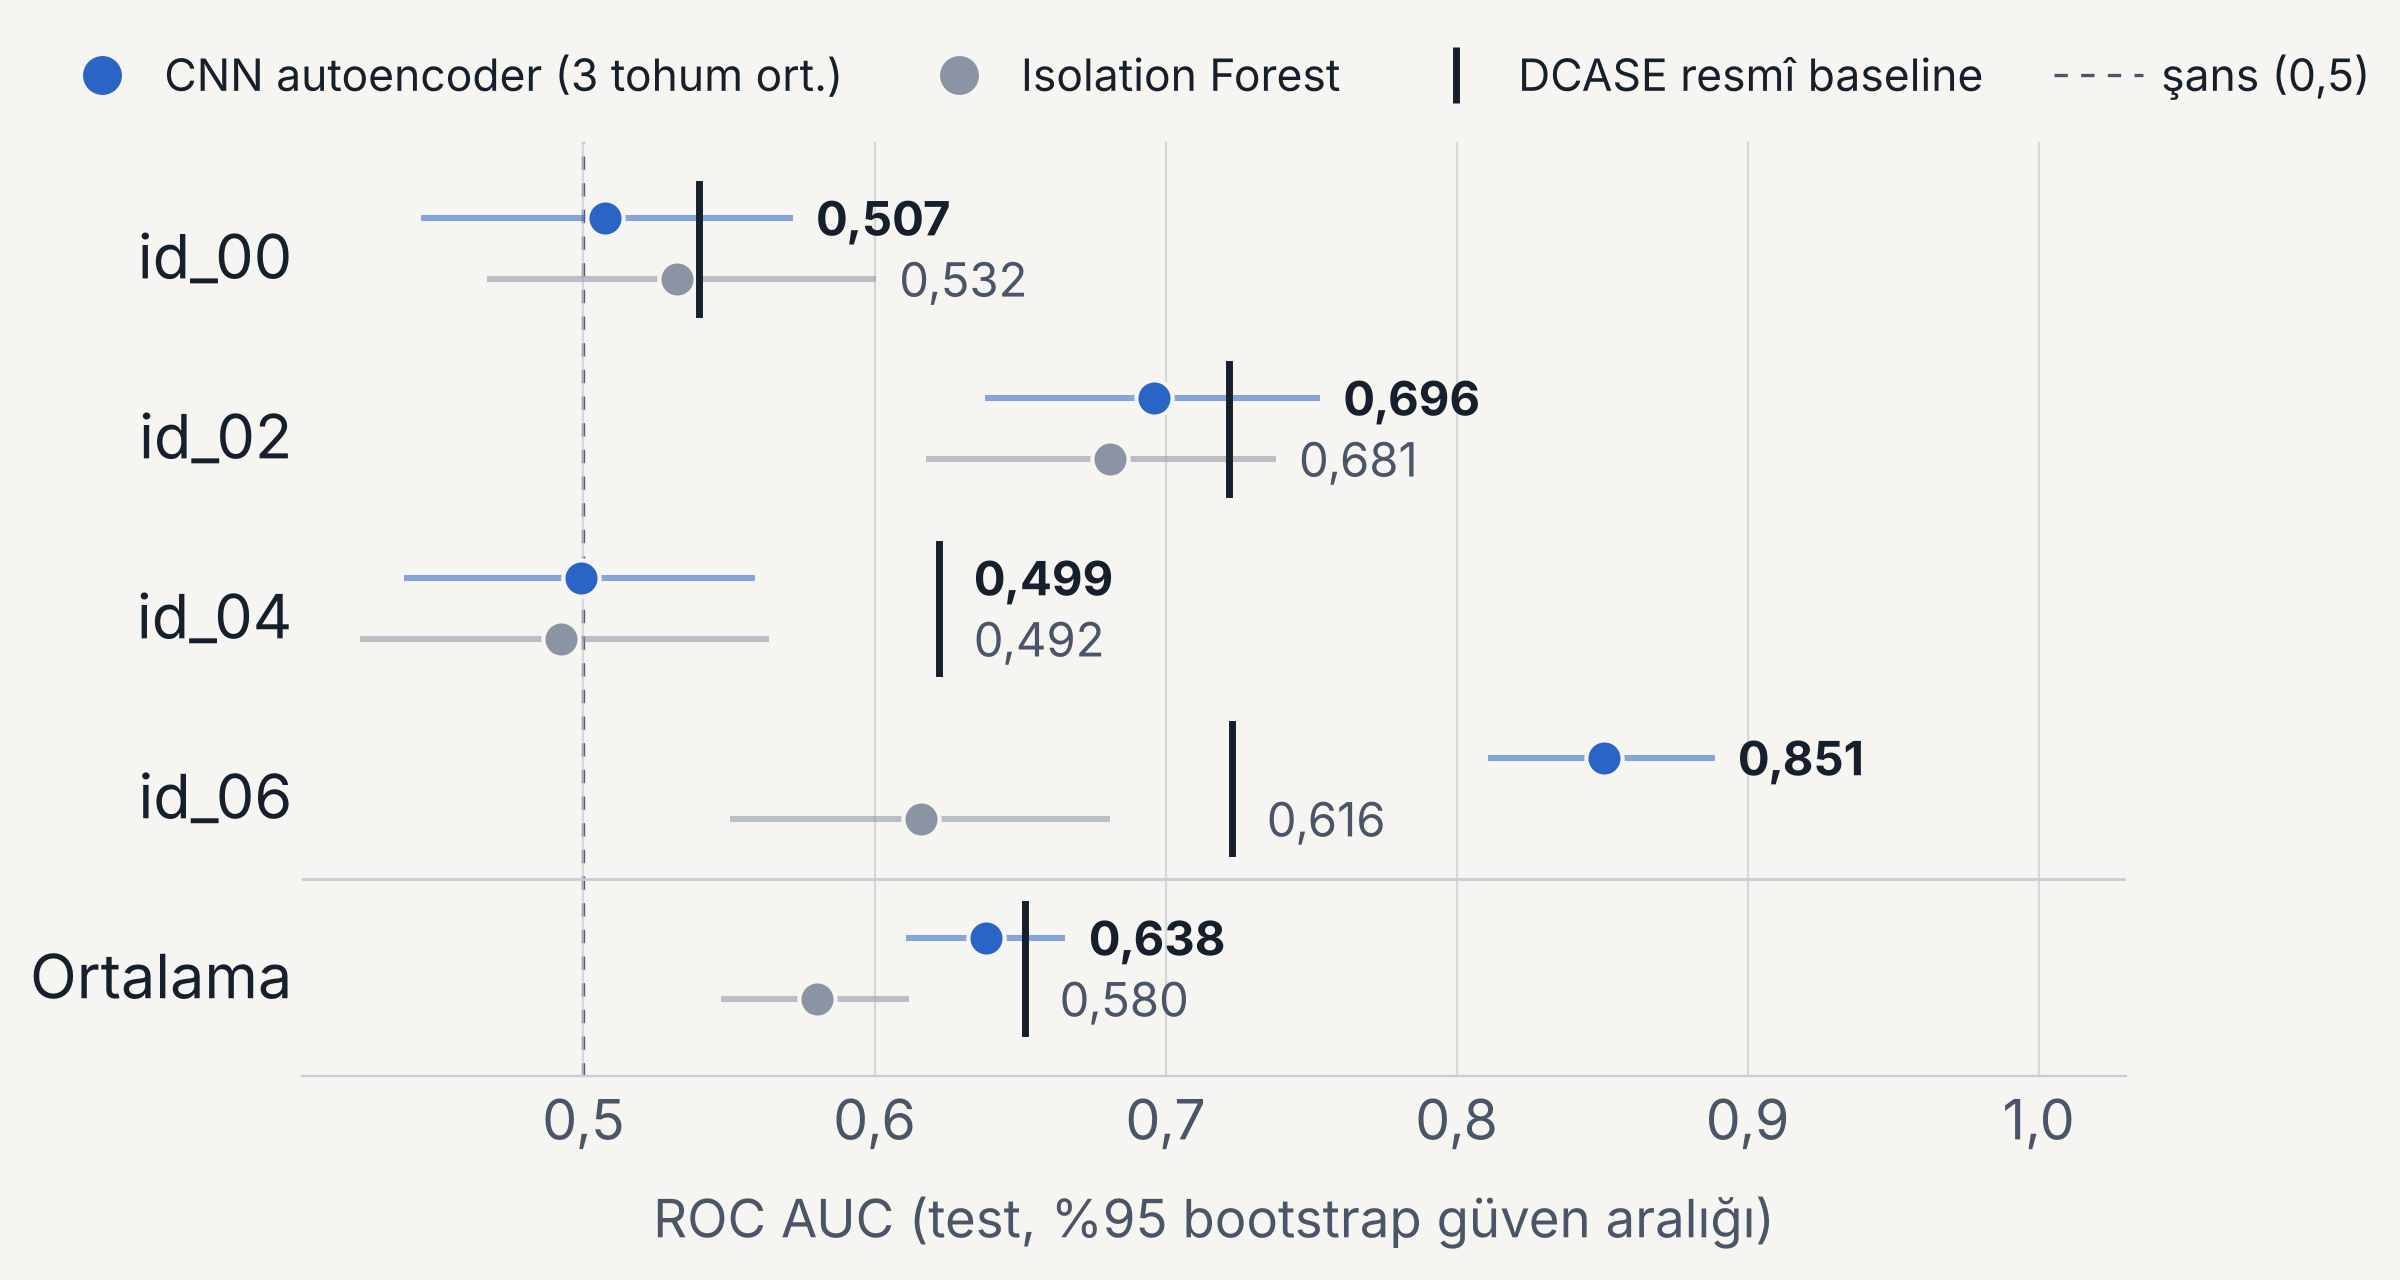 CNN autoencoder (3 tohum ort.) Isolation Forest DCASE resmî baseline şans (0,5)
id_00
0,507
0,532
id_02
0,696
0,681
id_04
0,499
0,492
id_06
0,851
0,616
Ortalama
0,638
0,580
0,5 0,6 0,7 0,8 0,9 1,0
ROC AUC (test, %95 bootstrap güven aralığı)